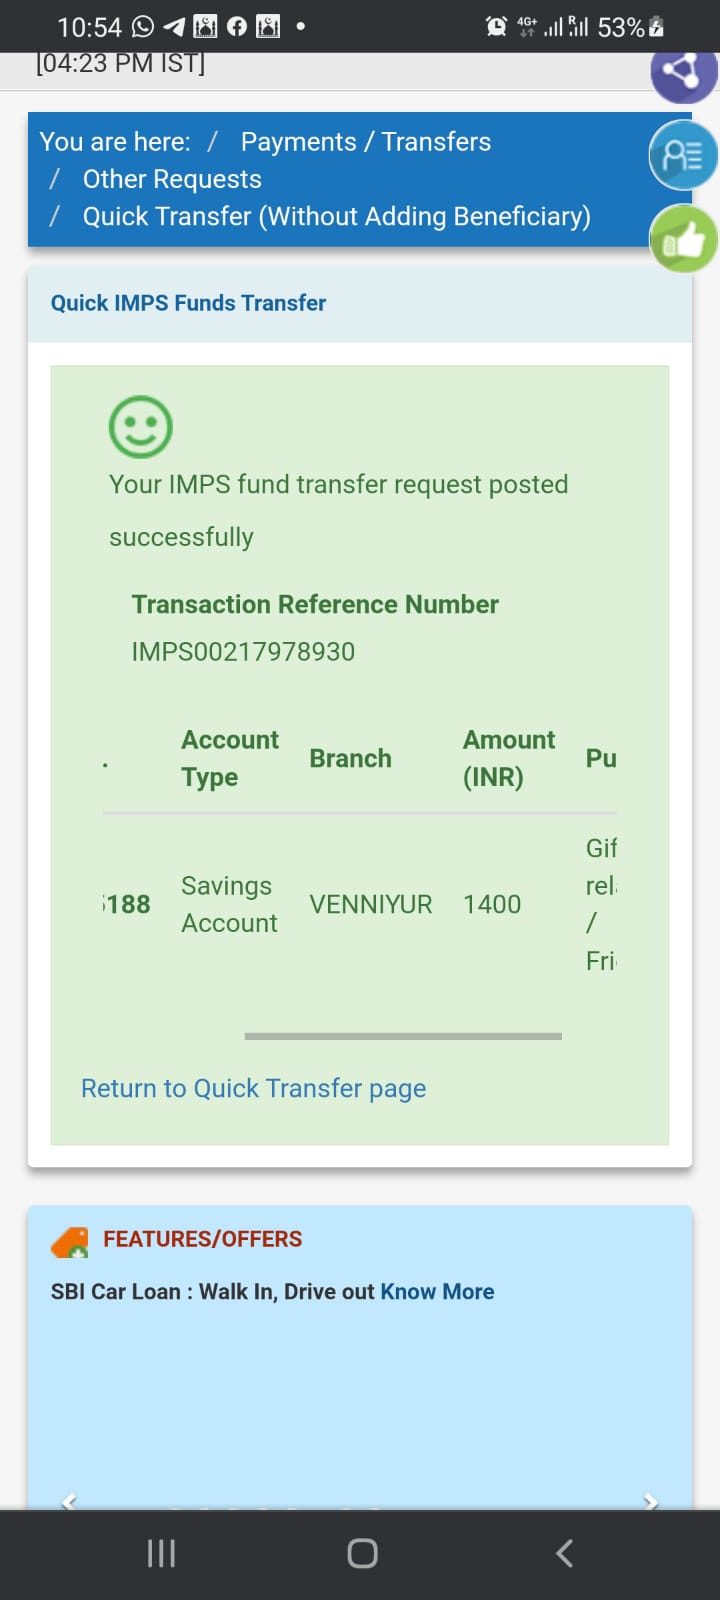 10:54 4G+ R 53%
[04:23 PM IST]
You are here: / Payments / Transfers
/ Other Requests
/ Quick Transfer (Without Adding Beneficiary)
Quick IMPS Funds Transfer
Your IMPS fund transfer request posted
successfully
Transaction Reference Number
IMPS00217978930
. Account Type Branch Amount (INR) Pu
188 Savings Account VENNIYUR 1400 Gif
rel
/
Fri
Return to Quick Transfer page
FEATURES/OFFERS
SBI Car Loan : Walk In, Drive out Know More